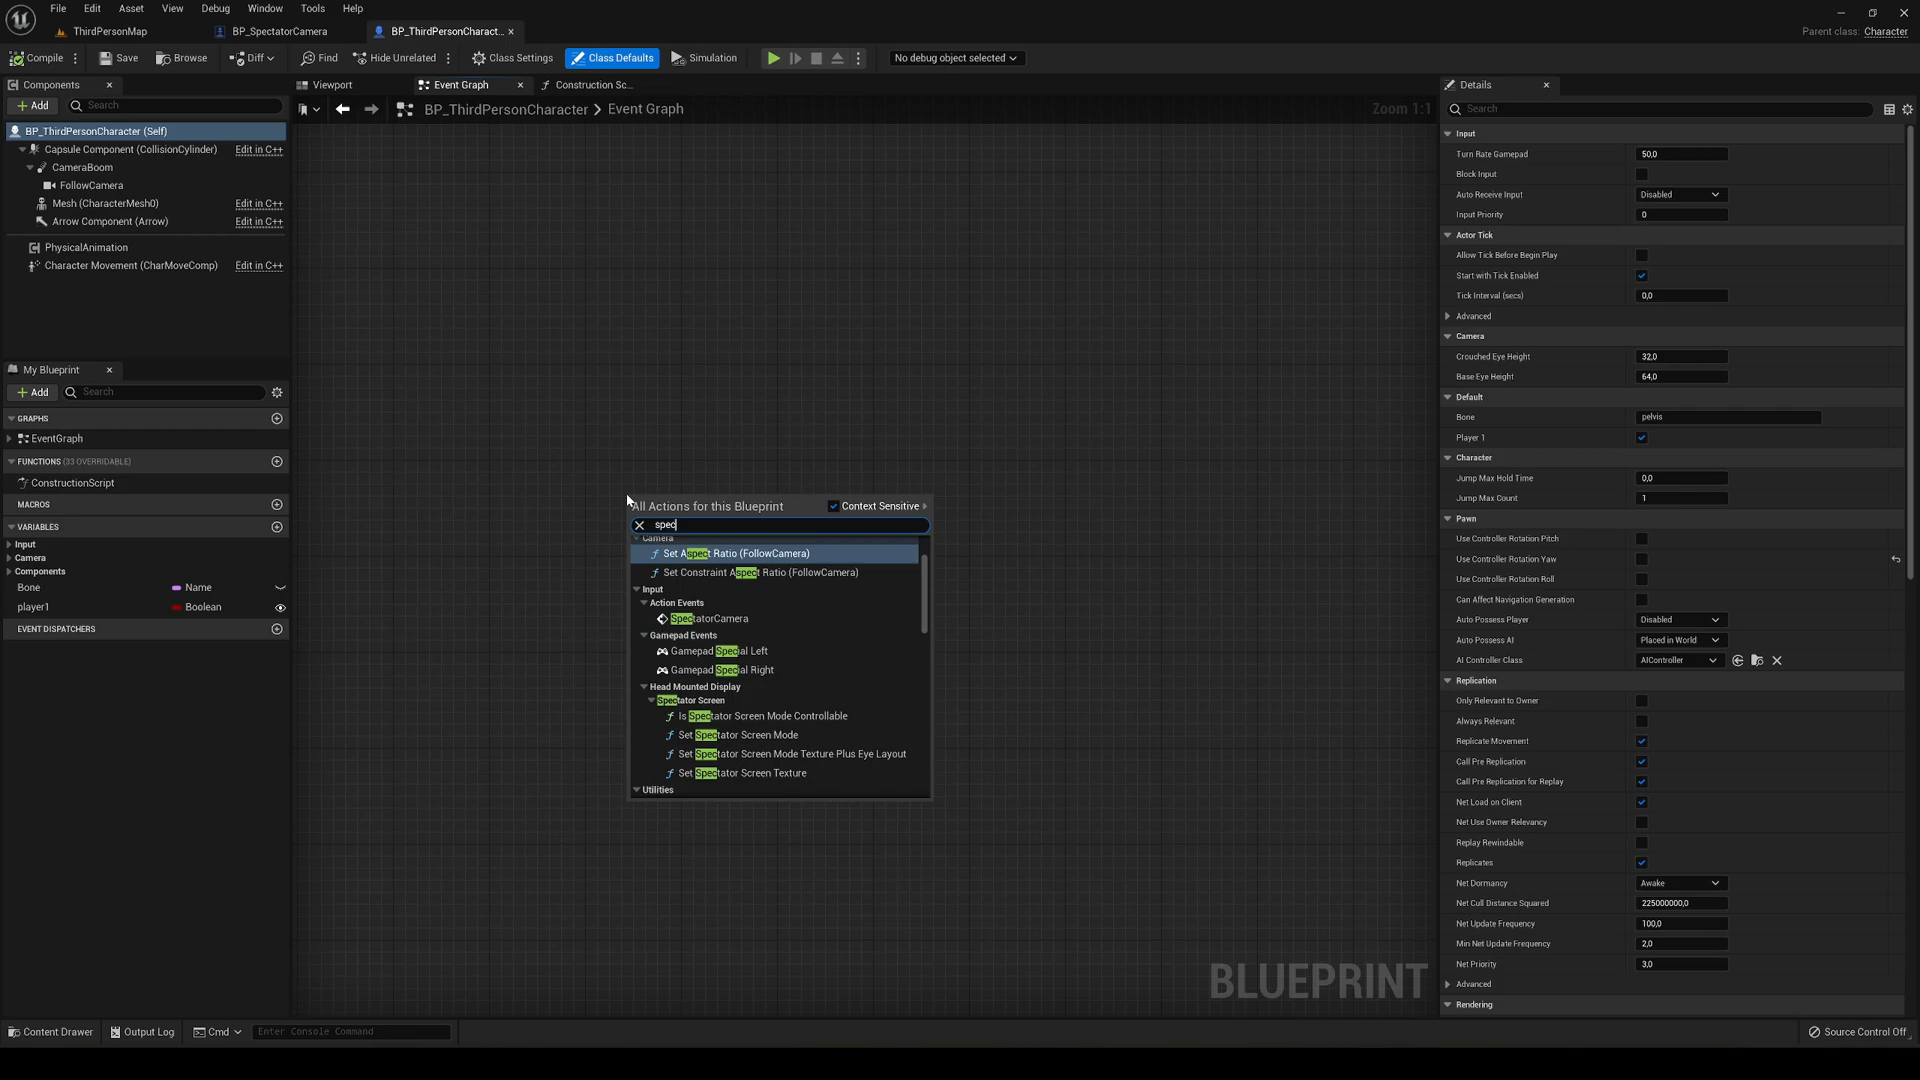 File Edit Asset View Debug Window Tools Help
ThirdPersonMap BP_SpectatorCamera BP_ThirdPersonCharact...
Parent class: Character
Compile Save Browse Diff Find Hide Unrelated Class Settings Class Defaults Simulation No debug object selected
Components
Add Search
BP_ThirdPersonCharacter (Self)
Capsule Component (CollisionCylinder) Edit in C++
CameraBoom
FollowCamera
Mesh (CharacterMesh0) Edit in C++
Arrow Component (Arrow) Edit in C++
PhysicalAnimation
Character Movement (CharMoveComp) Edit in C++
My Blueprint
Add Search
GRAPHS
EventGraph
FUNCTIONS (33 OVERRIDABLE)
ConstructionScript
MACROS
VARIABLES
Input
Camera
Components
Bone Name
player1 Boolean
EVENT DISPATCHERS
Viewport Event Graph Construction Sc...
BP_ThirdPersonCharacter > Event Graph Zoom 1:1
All Actions for this Blueprint Context Sensitive
spec
Camera
Set Aspect Ratio (FollowCamera)
Set Constraint Aspect Ratio (FollowCamera)
Input
Action Events
SpectatorCamera
Gamepad Events
Gamepad Special Left
Gamepad Special Right
Head Mounted Display
Spectator Screen
Is Spectator Screen Mode Controllable
Set Spectator Screen Mode
Set Spectator Screen Mode Texture Plus Eye Layout
Set Spectator Screen Texture
Utilities
BLUEPRINT
Details
Search
Input
Turn Rate Gamepad 50,0
Block Input
Auto Receive Input Disabled
Input Priority 0
Actor Tick
Allow Tick Before Begin Play
Start with Tick Enabled
Tick Interval (secs) 0,0
Advanced
Camera
Crouched Eye Height 32,0
Base Eye Height 64,0
Default
Bone pelvis
Player 1
Character
Jump Max Hold Time 0,0
Jump Max Count 1
Pawn
Use Controller Rotation Pitch
Use Controller Rotation Yaw
Use Controller Rotation Roll
Can Affect Navigation Generation
Auto Possess Player Disabled
Auto Possess AI Placed in World
AI Controller Class AIController
Replication
Only Relevant to Owner
Always Relevant
Replicate Movement
Call Pre Replication
Call Pre Replication for Replay
Net Load on Client
Net Use Owner Relevancy
Replay Rewindable
Replicates
Net Dormancy Awake
Net Cull Distance Squared 225000000,0
Net Update Frequency 100,0
Min Net Update Frequency 2,0
Net Priority 3,0
Advanced
Rendering
Content Drawer Output Log Cmd Enter Console Command Source Control Off